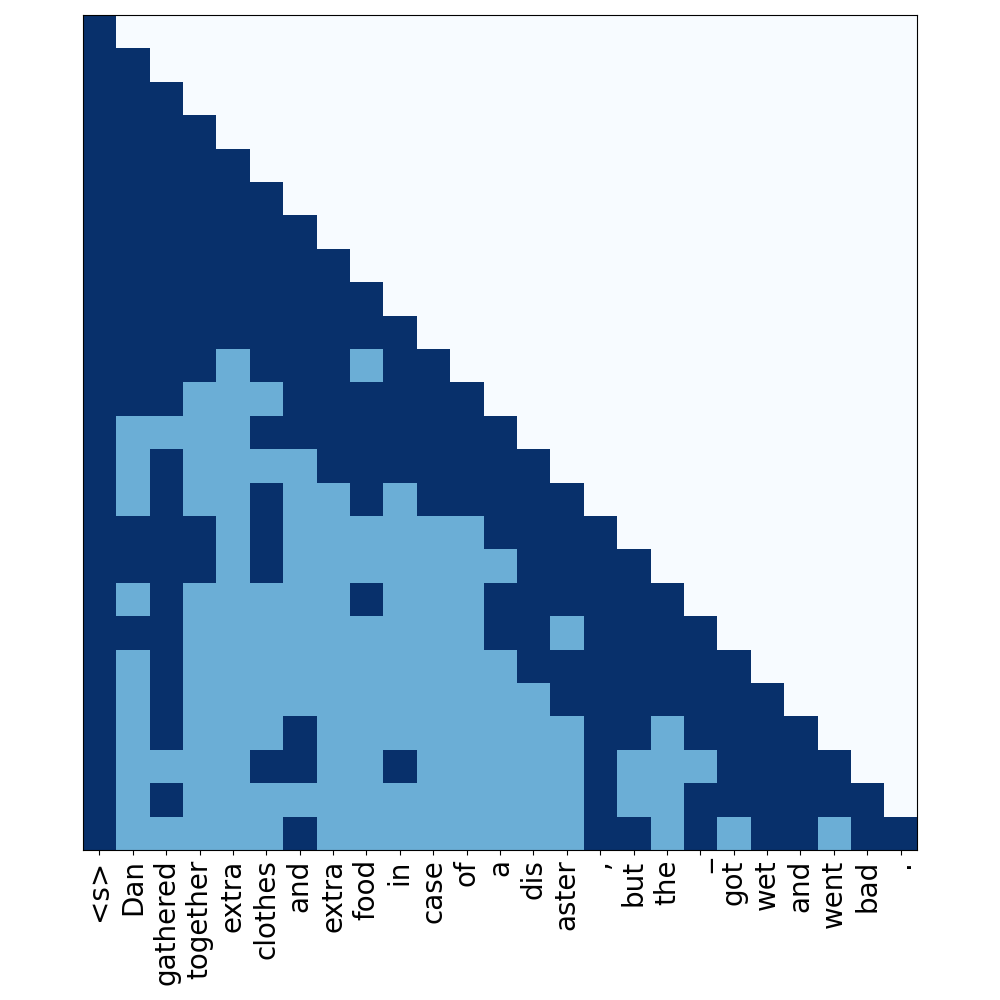 <s> Dan gathered together extra clothes and extra food in case of a dis aster , but the _ got wet and went bad .